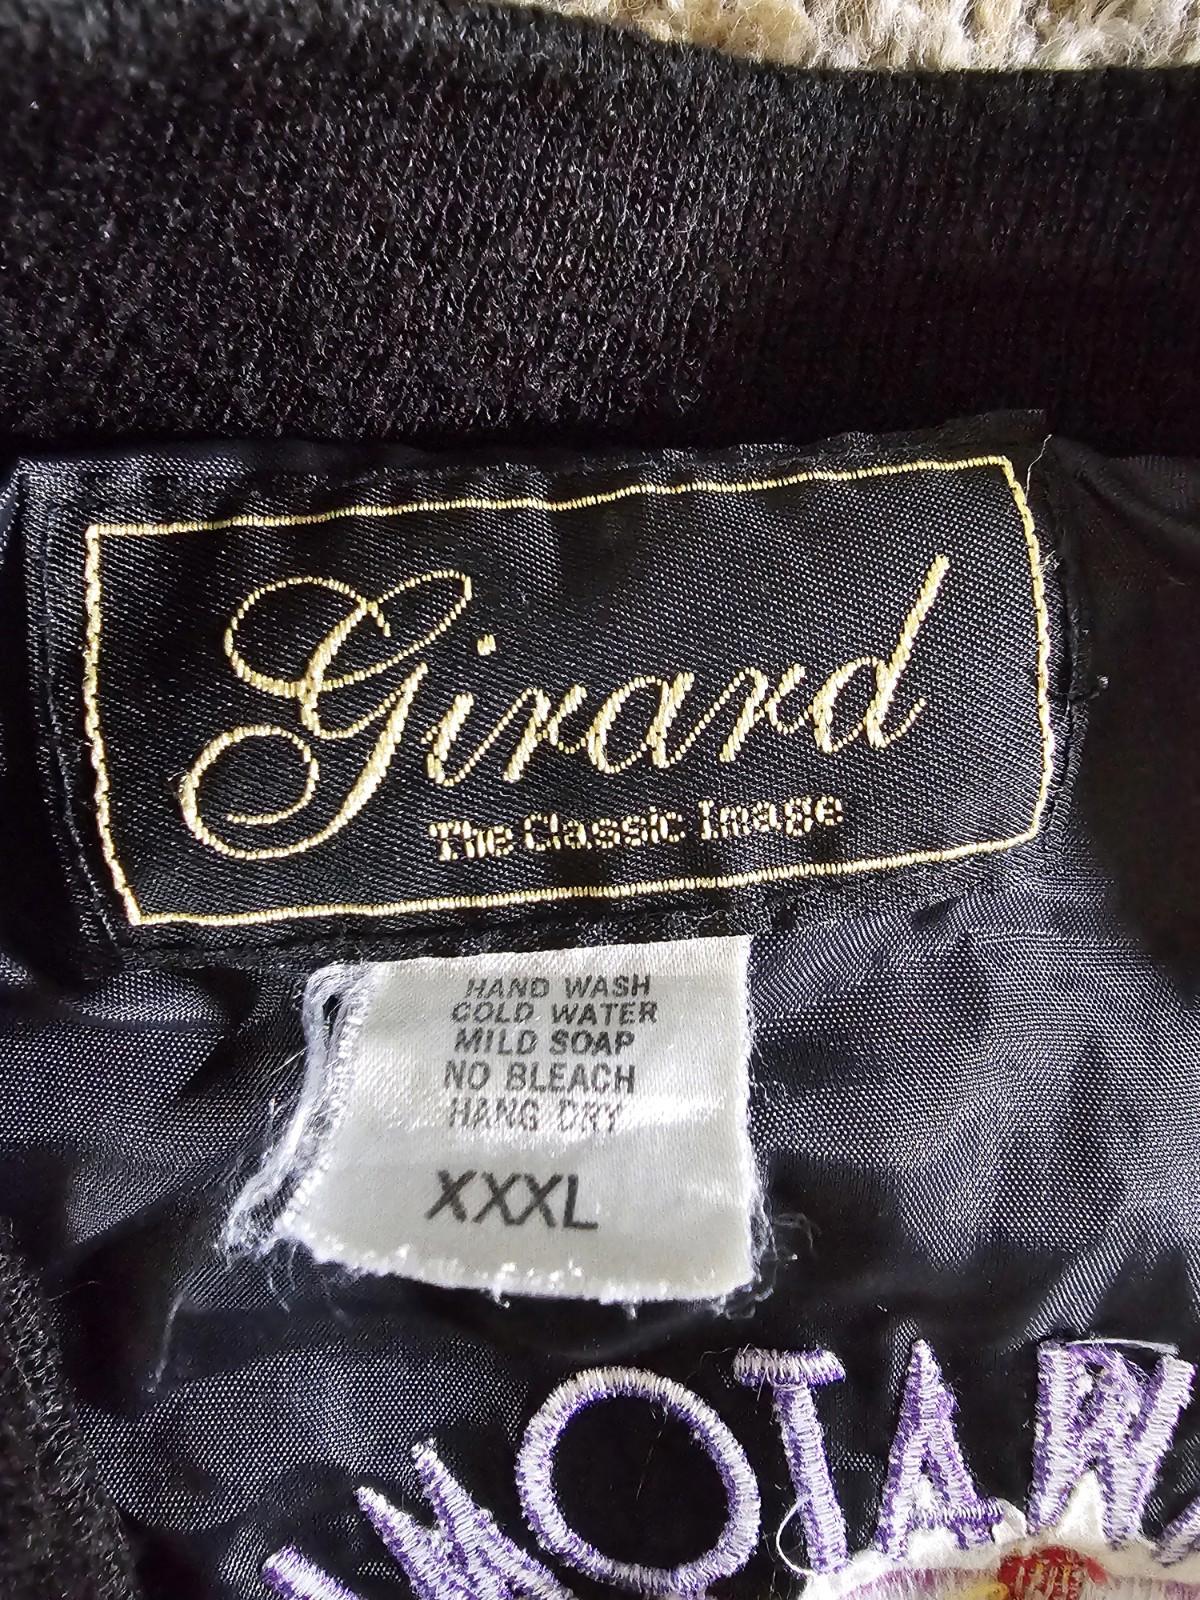 Girard
The Classic Image
HAND WASH
COLD WATER
MILD SOAP
NO BLEACH
HANG DRY
XXXL